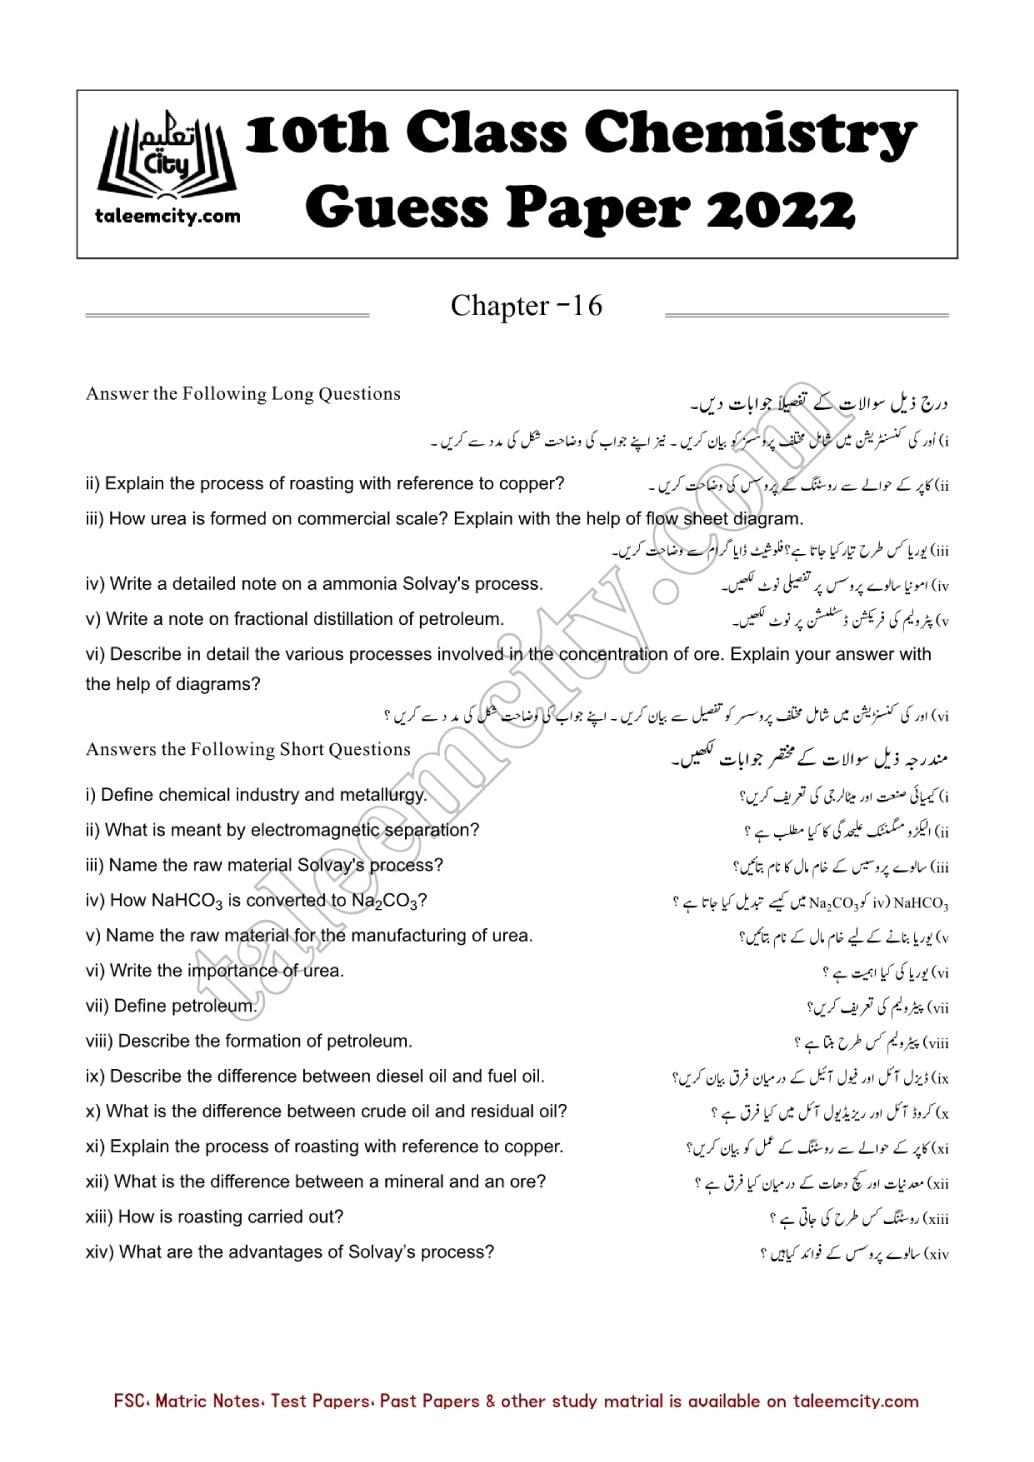 تعلیم
City
taleemcity.com
10th Class Chemistry
Guess Paper 2022
Chapter -16
Answer the Following Long Questions درج ذیل سوالات کے تفصیلاً جوابات دیں۔
i) اُور کی کنسنٹریشن میں شامل مختلف پروسسز کو بیان کریں ۔ نیز اپنے جواب کی وضاحت شکل کی مدد سے کریں ۔
ii) Explain the process of roasting with reference to copper? ii) کاپر کے حوالے سے روسٹنگ کے پروسس کی وضاحت کریں ۔
iii) How urea is formed on commercial scale? Explain with the help of flow sheet diagram.
iii) یوریا کس طرح تیار کیا جاتا ہے؟ فلوشیٹ ڈایا گرام سے وضاحت کریں۔
iv) Write a detailed note on a ammonia Solvay's process. iv) امونیا سالوے پروسس پر تفصیلی نوٹ لکھیں۔
v) Write a note on fractional distillation of petroleum. v) پٹرولیم کی فریکشن ڈسٹلیشن پر نوٹ لکھیں۔
vi) Describe in detail the various processes involved in the concentration of ore. Explain your answer with
the help of diagrams?
vi) اور کی کنسنڑیشن میں شامل مختلف پروسسر کو تفصیل سے بیان کریں ۔ اپنے جواب کی وضاحت شکل کی مد د سے کریں ؟
Answers the Following Short Questions مندرجہ ذیل سوالات کے مختصر جوابات لکھیں۔
i) Define chemical industry and metallurgy. i) کیمیائی صنعت اور میٹالرجی کی تعریف کریں؟
ii) What is meant by electromagnetic separation? ii) الیکڑو میگنٹک علیحدگی کا کیا مطلب ہے ؟
iii) Name the raw material Solvay's process? iii) سالوے پروسیس کے خام مال کا نام بتائیں؟
iv) How NaHCO₃ is converted to Na₂CO₃? iv) NaHCO₃ کو Na₂CO₃ میں کیسے تبدیل کیا جاتا ہے ؟
v) Name the raw material for the manufacturing of urea. v) یوریا بنانے کے لیے خام مال کے نام بتائیں؟
vi) Write the importance of urea. vi) یوریا کی کیا اہمیت ہے ؟
vii) Define petroleum. vii) پیٹرولیم کی تعریف کریں؟
viii) Describe the formation of petroleum. viii) پیٹرولیم کس طرح بنتا ہے ؟
ix) Describe the difference between diesel oil and fuel oil. ix) ڈیزل آئل اور فیول آئیل کے درمیان فرق بیان کریں؟
x) What is the difference between crude oil and residual oil? x) کروڈ آئل اور ریزیڈیول آئل میں کیا فرق ہے ؟
xi) Explain the process of roasting with reference to copper. xi) کاپر کے حوالے سے روسٹنگ کے عمل کو بیان کریں؟
xii) What is the difference between a mineral and an ore? xii) معدنیات اور کچ دھات کے درمیان کیا فرق ہے ؟
xiii) How is roasting carried out? xiii) روسٹنگ کس طرح کی جاتی ہے ؟
xiv) What are the advantages of Solvay’s process? xiv) سالوے پروسس کے فوائد کیاہیں ؟
taleemcity.com
FSC، Matric Notes، Test Papers، Past Papers & other study matrial is available on taleemcity.com